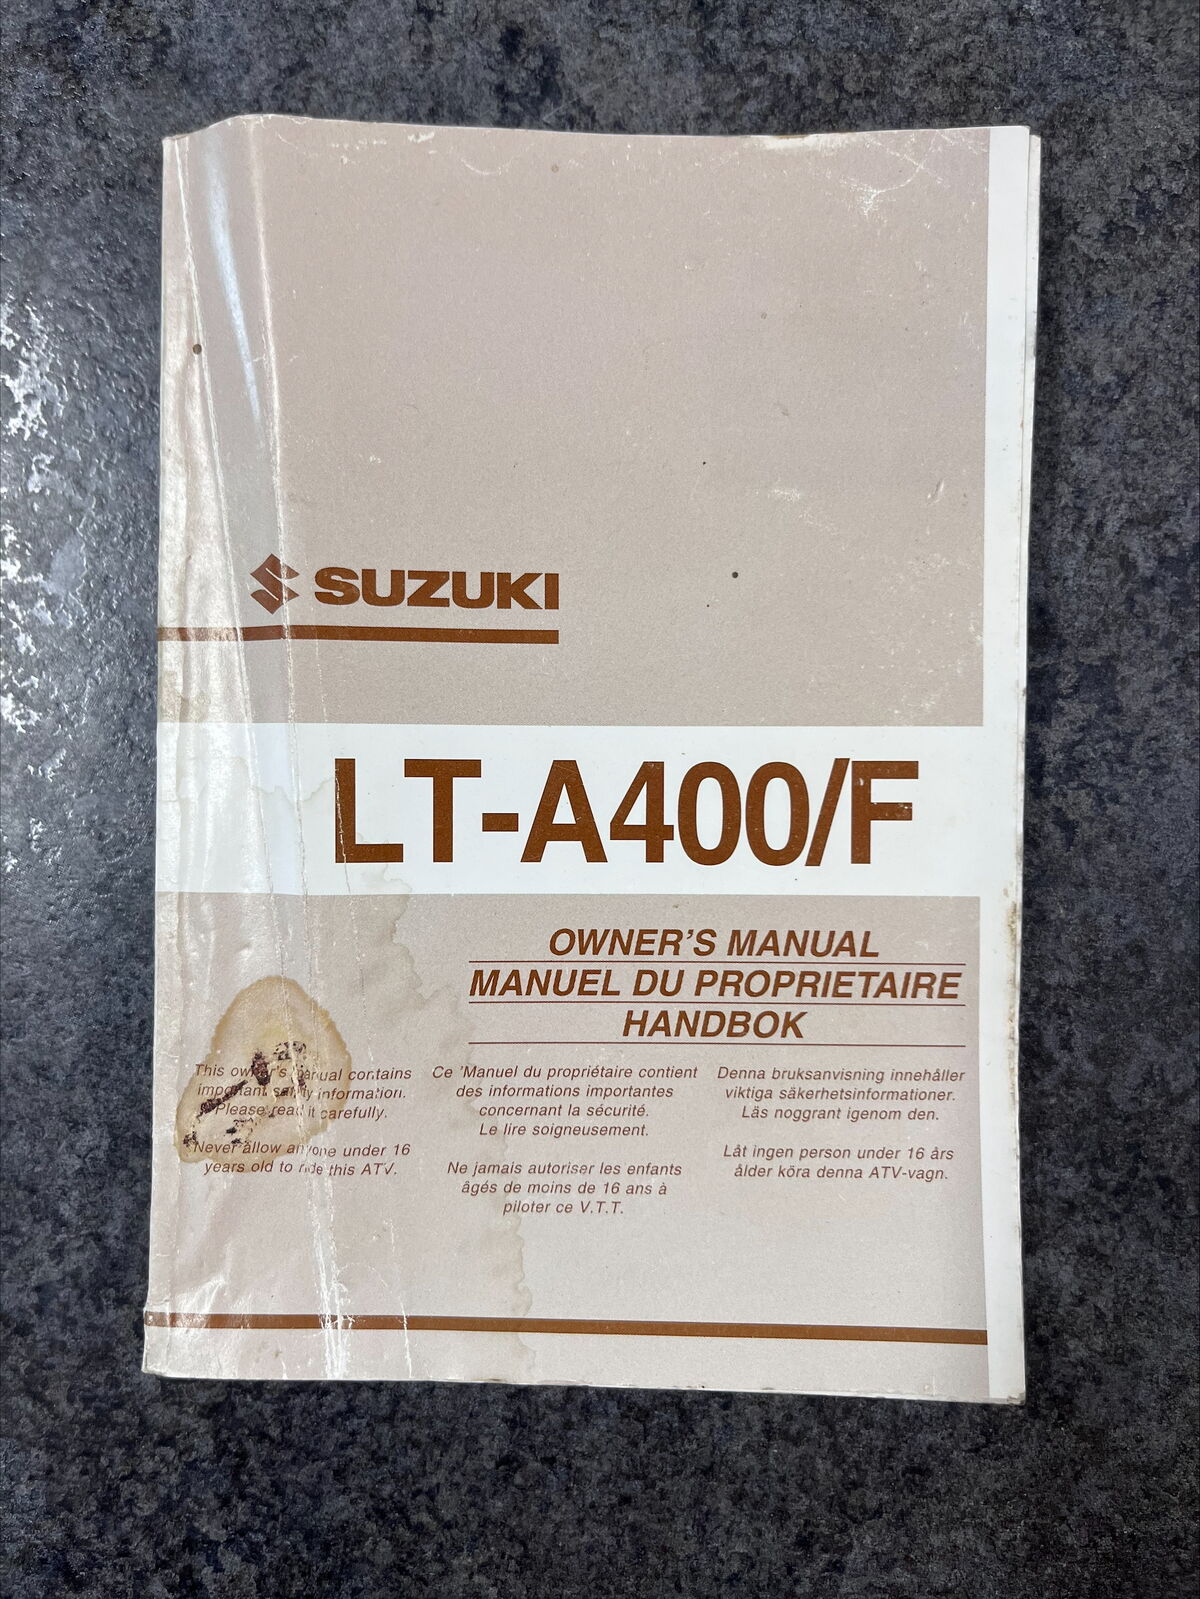 SUZUKI
LT-A400/F
OWNER'S MANUAL
MANUEL DU PROPRIETAIRE
HANDBOK
This owner's manual contains
important safety information.
Please read it carefully.
Never allow anyone under 16
years old to ride this ATV.
Ce 'Manuel du propriétaire contient
des informations importantes
concernant la sécurité.
Le lire soigneusement.
Ne jamais autoriser les enfants
âgés de moins de 16 ans à
piloter ce V.T.T.
Denna bruksanvisning innehåller
viktiga säkerhetsinformationer.
Läs noggrant igenom den.
Låt ingen person under 16 års
ålder köra denna ATV-vagn.